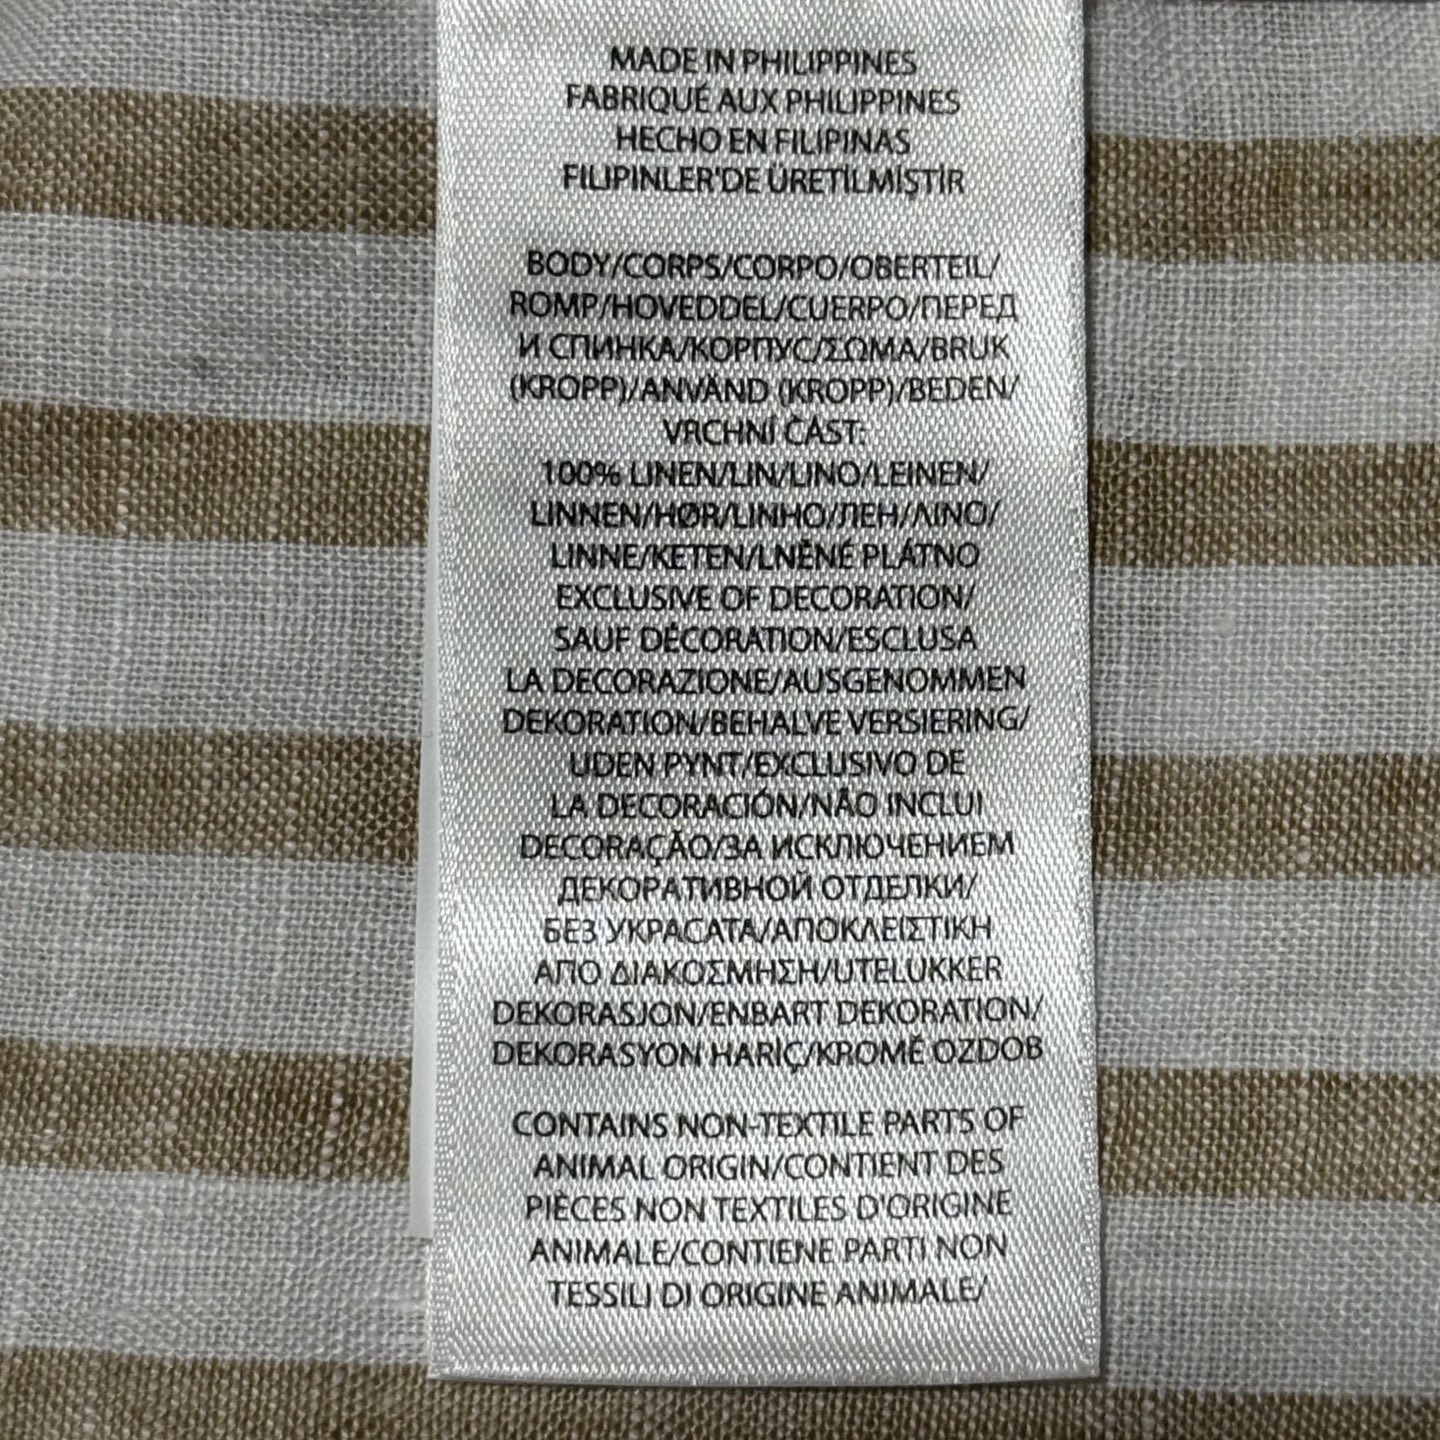 MADE IN PHILIPPINES
FABRIQUÉ AUX PHILIPPINES
HECHO EN FILIPINAS
FILIPINLER'DE ÜRETİLMİŞTİR
BODY/CORPS/CORPO/OBERTEIL/
ROMP/HOVEDDEL/CUERPO/ПЕРЕД
И СПИНКА/КОРПУС/ΣΩΜΑ/BRUK
(KROPP)/ANVÄND (KROPP)/BEDEN/
VRCHNÍ ČÁST:
100% LINEN/LIN/LINO/LEINEN/
LINNEN/HØR/LINHO/ЛЕН/ΛΙΝΟ/
LINNE/KETEN/LNĚNÉ PLÁTNO
EXCLUSIVE OF DECORATION/
SAUF DÉCORATION/ESCLUSA
LA DECORAZIONE/AUSGENOMMEN
DEKORATION/BEHALVE VERSIERING/
UDEN PYNT/EXCLUSIVO DE
LA DECORACIÓN/NÃO INCLUI
DECORAÇÃO/ЗА ИСКЛЮЧЕНИЕМ
ДЕКОРАТИВНОЙ ОТДЕЛКИ/
БЕЗ УКРАСАТА/ΑΠΟΚΛΕΙΣΤΙΚΗ
ΑΠΟ ΔΙΑΚΟΣΜΗΣΗ/UTELUKKER
DEKORASJON/ENBART DEKORATION/
DEKORASYON HARİÇ/KROMĚ OZDOB
CONTAINS NON-TEXTILE PARTS OF
ANIMAL ORIGIN/CONTIENT DES
PIÈCES NON TEXTILES D'ORIGINE
ANIMALE/CONTIENE PARTI NON
TESSILI DI ORIGINE ANIMALE/